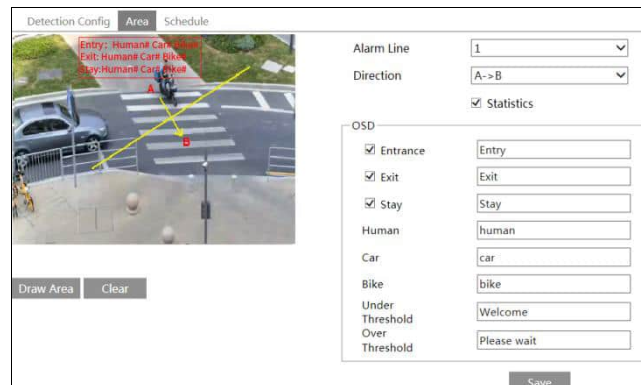 Detection Config Area Schedule
Entry: Human# Car# Bike#
Exit: Human# Car# Bike#
Stay:Human# Car# Bike#
A
B
Draw Area Clear
Alarm Line 1
Direction A->B
Statistics
OSD
Entrance Entry
Exit Exit
Stay Stay
Human human
Car car
Bike bike
Under Threshold Welcome
Over Threshold Please wait
Save